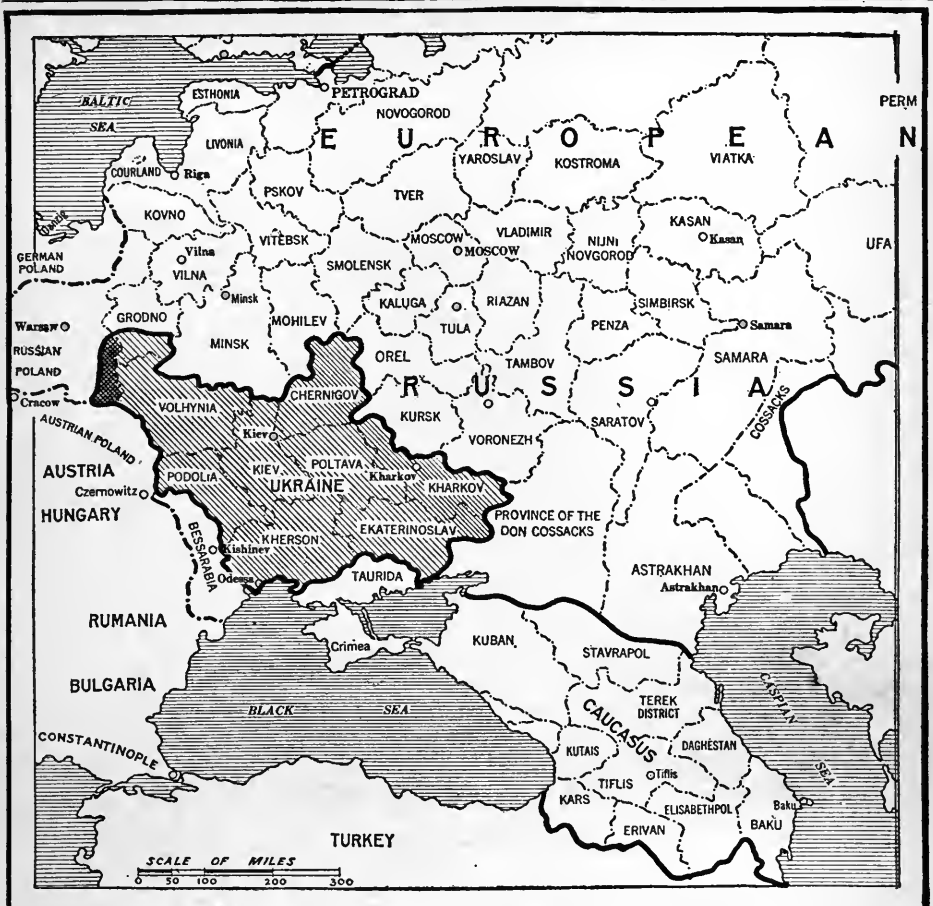 BALTIC
SEA
ESTHONIA
PETROGRAD
NOVOGOROD
PERM
LIVONIA
EUROPEAN
YAROSLAV
KOSTROMA
VIATKA
COURLAND
Riga
PSKOV
TVER
Danzig
KOVNO
VITEBSK
MOSCOW
MOSCOW
VLADIMIR
NIJNI
NOVGOROD
KASAN
Kasan
UFA
GERMAN
POLAND
Vilna
VILNA
SMOLENSK
Minsk
KALUGA
RIAZAN
SIMBIRSK
GRODNO
MOHILEV
TULA
PENZA
Samara
Warsaw
RUSSIAN
POLAND
MINSK
OREL
TAMBOV
SAMARA
RUSSIA
Cracow
VOLHYNIA
CHERNIGOV
KURSK
SARATOV
COSSACKS
AUSTRIAN POLAND
Kiev
VORONEZH
AUSTRIA
HUNGARY
PODOLIA
KIEV
POLTAVA
Kharkov
KHARKOV
UKRAINE
Czernowitz
PROVINCE OF THE
DON COSSACKS
EKATERINOSLAV
KHERSON
BESSARABIA
Kishinev
ASTRAKHAN
Astrakhan
Odessa
TAURIDA
RUMANIA
Crimea
KUBAN
STAVRAPOL
BULGARIA
TEREK
DISTRICT
CASPIAN
SEA
BLACK SEA
CAUCASUS
CONSTANTINOPLE
KUTAIS
DAGHESTAN
TIFLIS
Tiflis
KARS
ELISABETHPOL
Baku
BAKU
ERIVAN
TURKEY
SCALE OF MILES
0 50 100 200 300